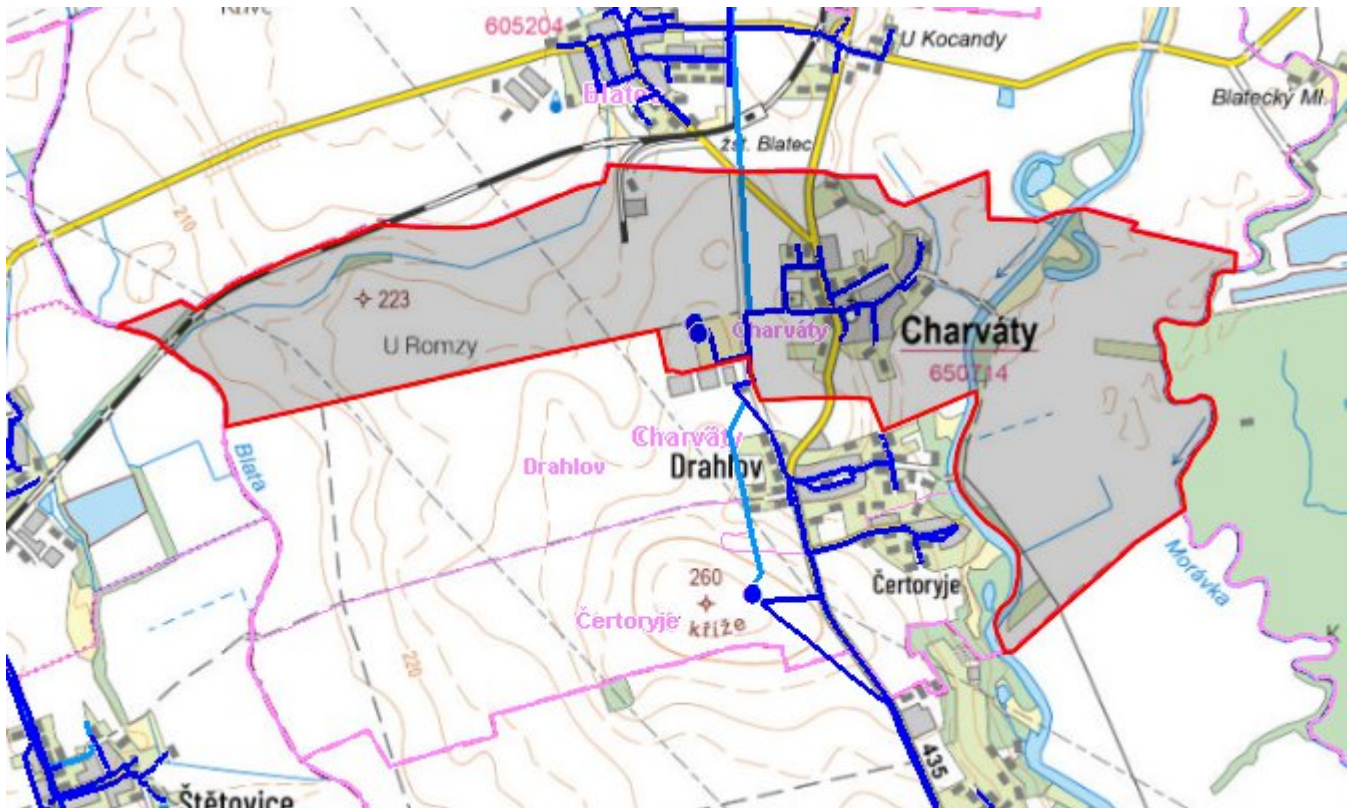 605204
U Kocandy
Blatec
Blatecký Ml.
žst. Blatec
210
223
U Romzy
Charváty
Charváty
650714
Charváty
Drahlov
Drahlov
Blata
Morávka
260
Čertoryje
Čertoryje
kříže
220
435
Štětovice